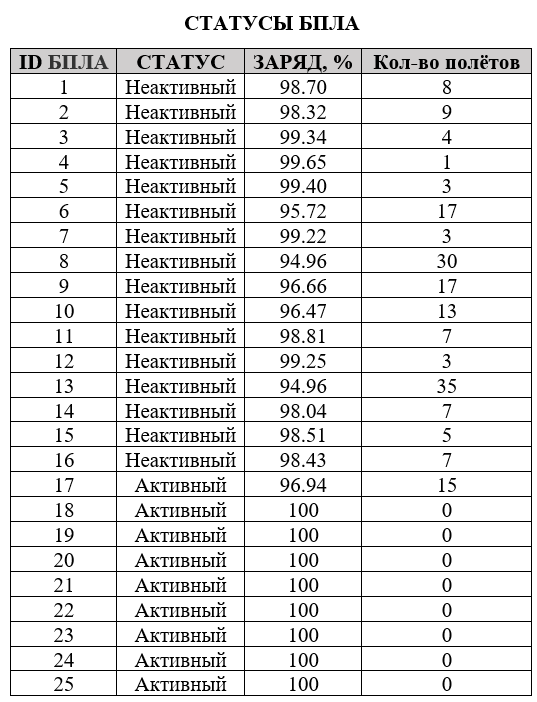 СТАТУСЫ БПЛА
ID БПЛА СТАТУС ЗАРЯД, % Кол-во полётов
1 Неактивный 98.70 8
2 Неактивный 98.32 9
3 Неактивный 99.34 4
4 Неактивный 99.65 1
5 Неактивный 99.40 3
6 Неактивный 95.72 17
7 Неактивный 99.22 3
8 Неактивный 94.96 30
9 Неактивный 96.66 17
10 Неактивный 96.47 13
11 Неактивный 98.81 7
12 Неактивный 99.25 3
13 Неактивный 94.96 35
14 Неактивный 98.04 7
15 Неактивный 98.51 5
16 Неактивный 98.43 7
17 Активный 96.94 15
18 Активный 100 0
19 Активный 100 0
20 Активный 100 0
21 Активный 100 0
22 Активный 100 0
23 Активный 100 0
24 Активный 100 0
25 Активный 100 0